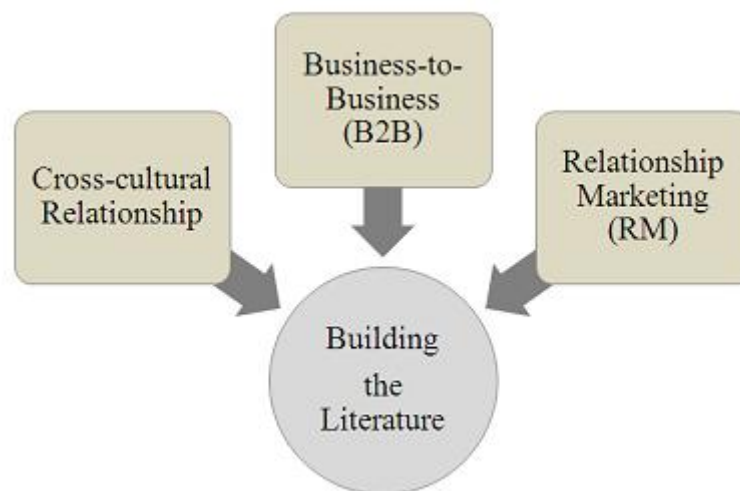 Business-to-
Business
(B2B)
Cross-cultural
Relationship
Relationship
Marketing
(RM)
Building
the
Literature